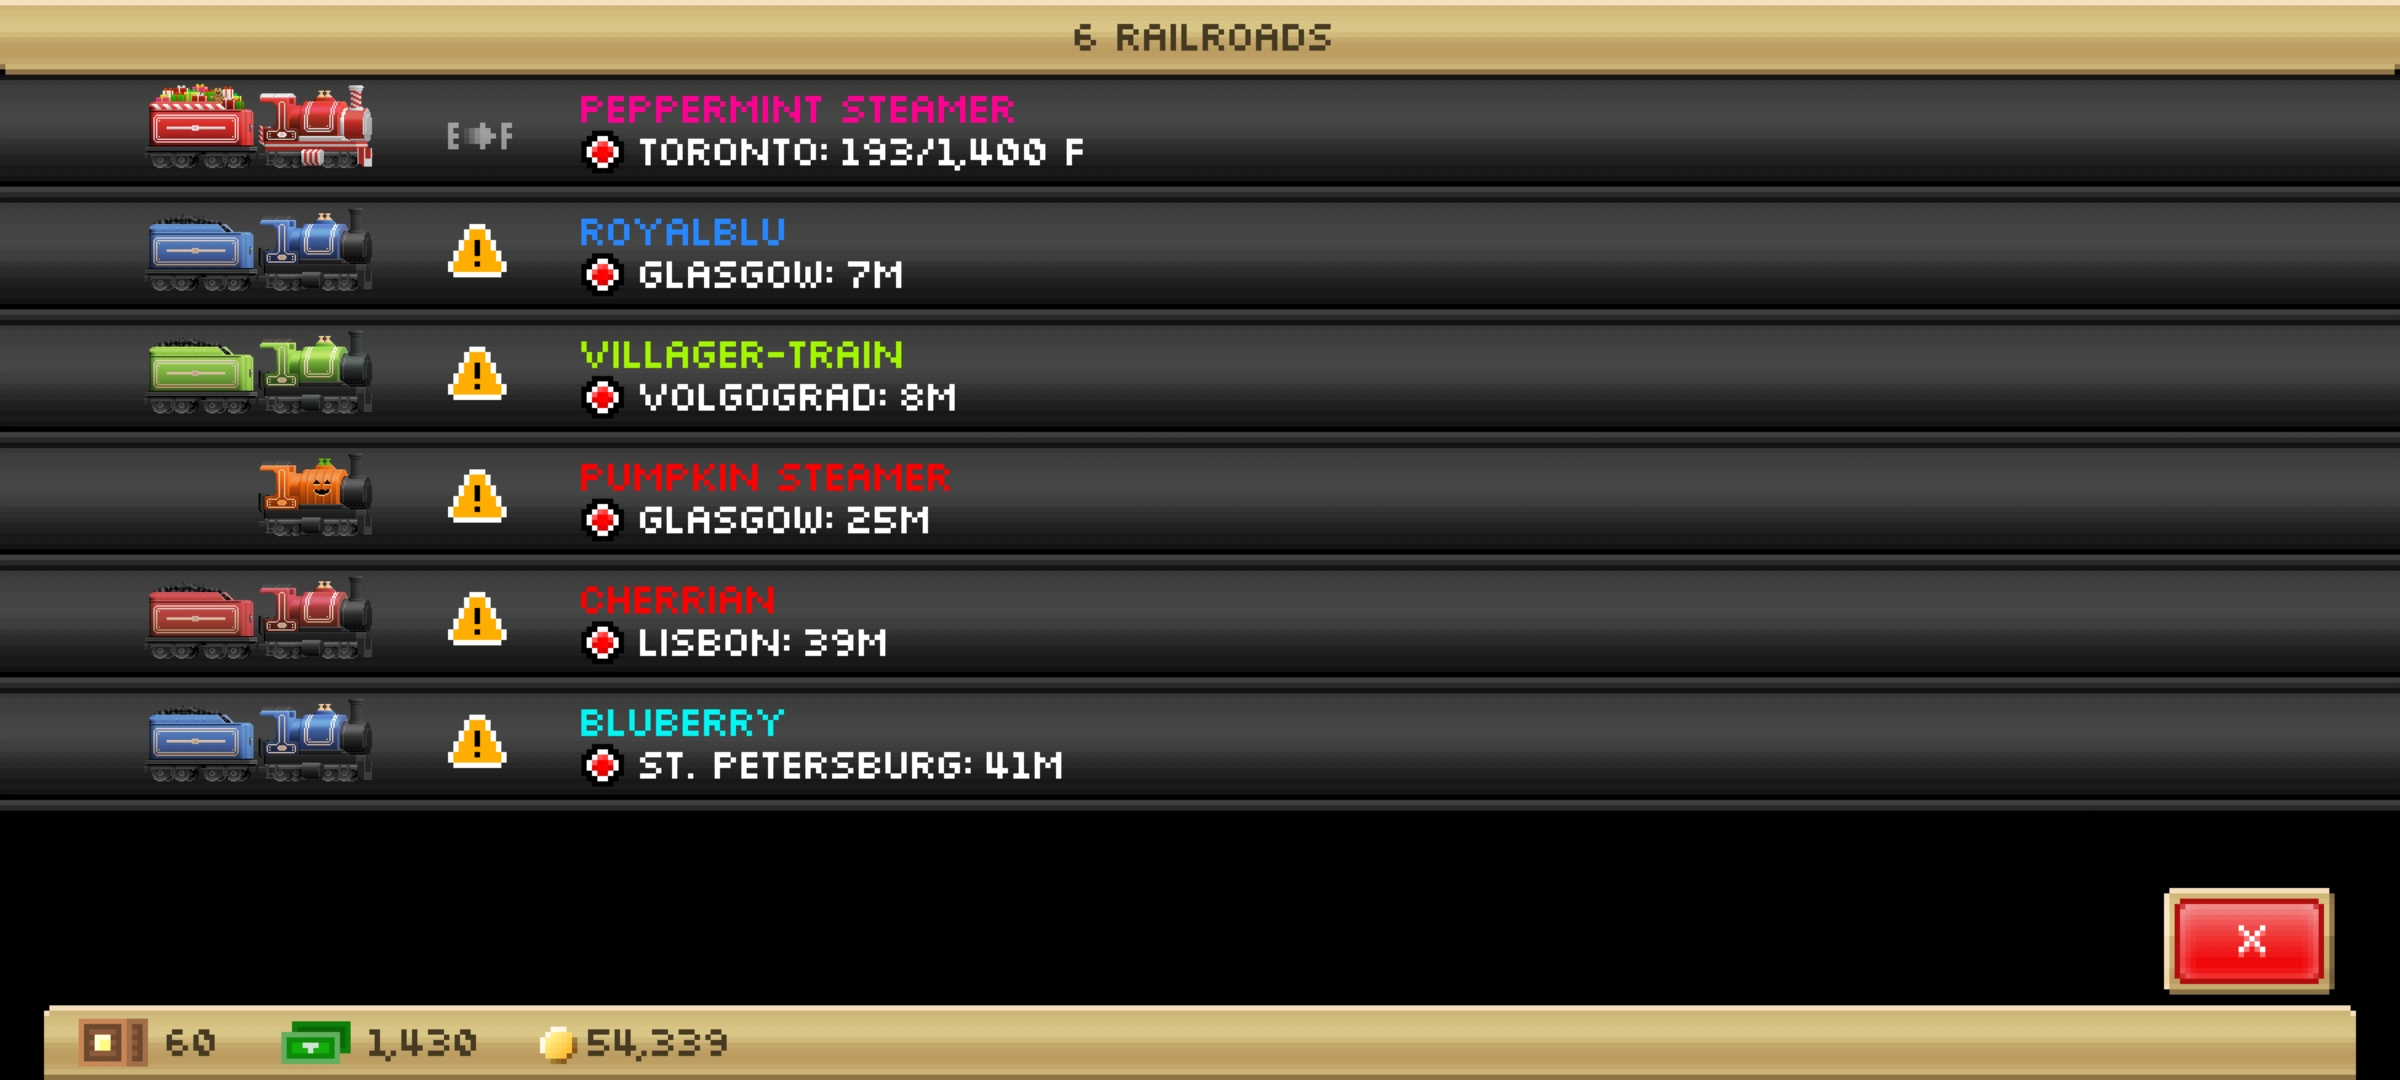 6 RAILROADS
E F
PEPPERMINT STEAMER
TORONTO: 193/1,400 F
!
ROYALBLU
GLASGOW: 7M
!
VILLAGER-TRAIN
VOLGOGRAD: 8M
!
PUMPKIN STEAMER
GLASGOW: 25M
!
CHERRIAN
LISBON: 39M
!
BLUBERRY
ST. PETERSBURG: 41M
X
60 1,430 54,339